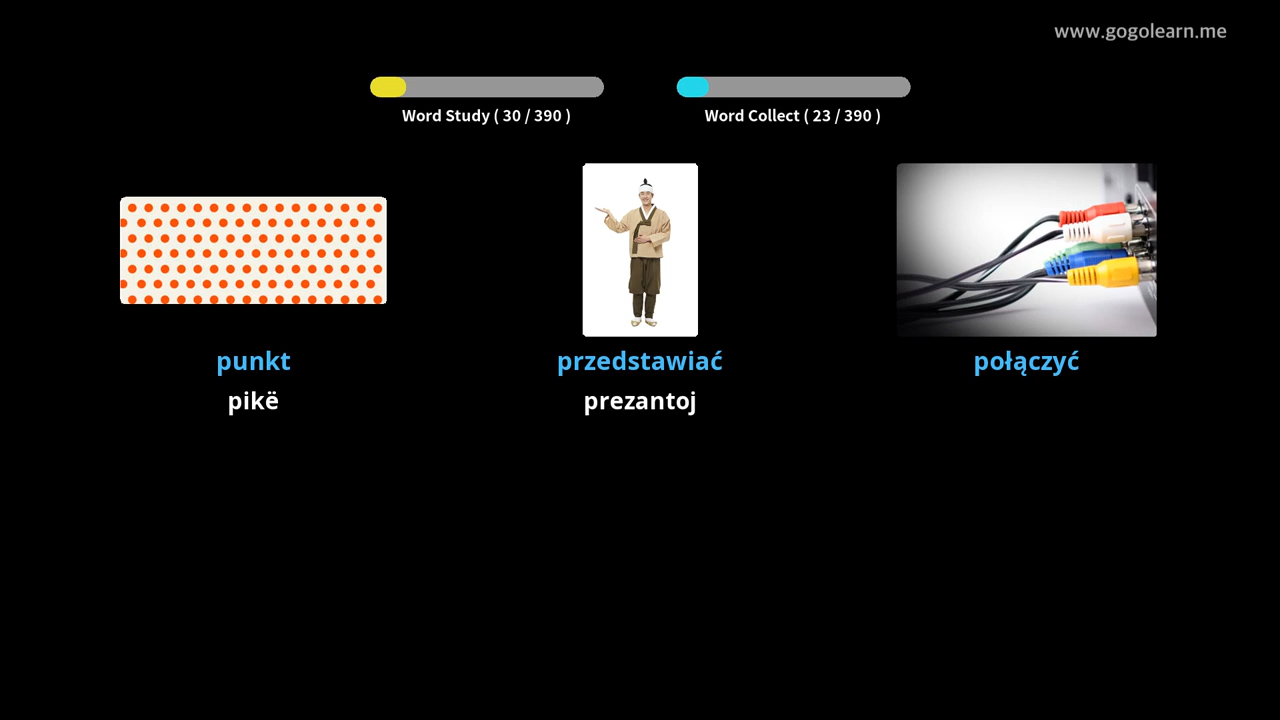 www.gogolearn.me
Word Study ( 30 / 390 )
Word Collect ( 23 / 390 )
punkt
przedstawiać
połączyć
pikë
prezantoj